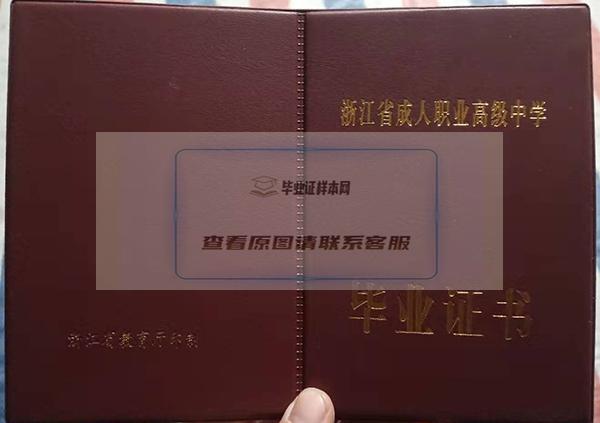 浙江省成人职业高级中学
毕业证样本网
查看原图请联系客服
毕业证书
浙江省教育厅印制